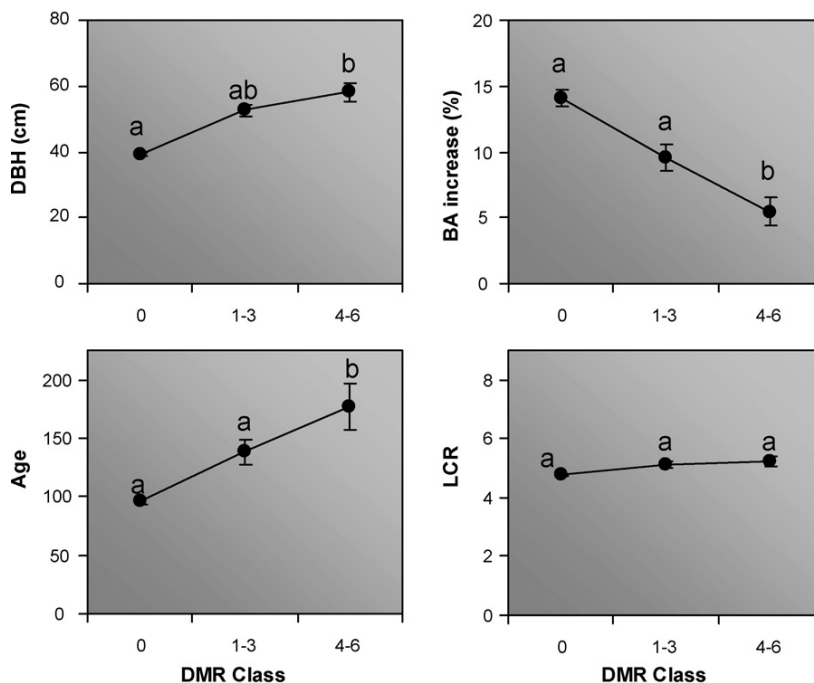 DBH (cm)
80
60
40
20
0
a
ab
b
0 1-3 4-6
BA increase (%)
20
15
10
5
0
a
a
b
0 1-3 4-6
Age
200
150
100
50
0
a
a
b
0 1-3 4-6
DMR Class
LCR
8
6
4
2
0
a
a
a
0 1-3 4-6
DMR Class